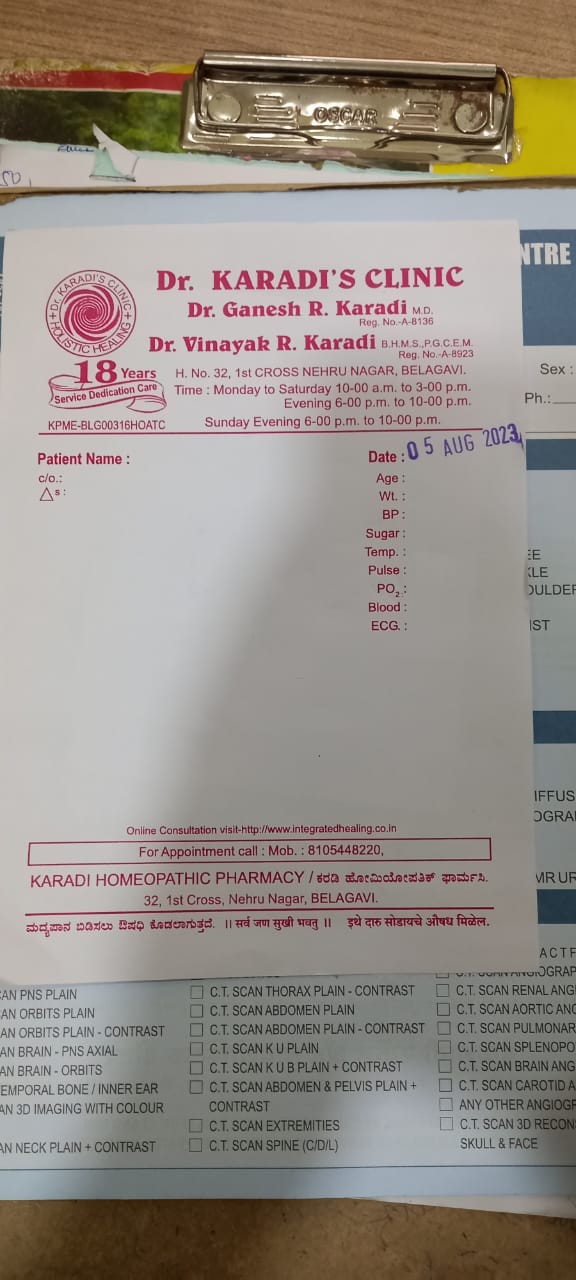 OSCAR
50,
NTRE
Dr. KARADI'S CLINIC
HOLISTIC HEALING
Dr. KARADI'S CLINIC
Dr. Ganesh R. Karadi M.D.
Reg. No.-A-8136
Dr. Vinayak R. Karadi B.H.M.S.,P.G.C.E.M.
Reg. No.-A-8923
18 Years
Service Dedication Care
KPME-BLG00316HOATC
H. No. 32, 1st CROSS NEHRU NAGAR, BELAGAVI.
Time : Monday to Saturday 10-00 a.m. to 3-00 p.m.
Evening 6-00 p.m. to 10-00 p.m.
Sunday Evening 6-00 p.m. to 10-00 p.m.
Sex :
Ph.:
Patient Name :
Date : 05 AUG 2023
c/o.:
△s :
Age :
Wt. :
BP :
Sugar :
Temp. :
Pulse :
PO₂ :
Blood :
ECG. :
EE
KLE
OULDER
IST
IFFUS
OGRA
MR UR
Online Consultation visit-http://www.integratedhealing.co.in
For Appointment call : Mob. : 8105448220,
KARADI HOMEOPATHIC PHARMACY / ಕರಡಿ ಹೋಮಿಯೋಪತಿಕ್ ಫಾರ್ಮಸಿ.
32, 1st Cross, Nehru Nagar, BELAGAVI.
ಮದ್ಯಪಾನ ಬಿಡಿಸಲು ಔಷಧಿ ಕೊಡಲಾಗುತ್ತದೆ. ।। सर्व जण सुखी भवतु ।। इथे दारु सोडायचे औषध मिळेल.
ACTF
C.T. SCAN ANGIOGRAP
AN PNS PLAIN
C.T. SCAN THORAX PLAIN - CONTRAST
C.T. SCAN RENAL ANGI
AN ORBITS PLAIN
C.T. SCAN ABDOMEN PLAIN
C.T. SCAN AORTIC ANG
AN ORBITS PLAIN - CONTRAST
C.T. SCAN ABDOMEN PLAIN - CONTRAST
C.T. SCAN PULMONAR
AN BRAIN - PNS AXIAL
C.T. SCAN K U PLAIN
C.T. SCAN SPLENOPO
AN BRAIN - ORBITS
C.T. SCAN K U B PLAIN + CONTRAST
C.T. SCAN BRAIN ANG
EMPORAL BONE / INNER EAR
C.T. SCAN ABDOMEN & PELVIS PLAIN +
CONTRAST
C.T. SCAN CAROTID A
AN 3D IMAGING WITH COLOUR
ANY OTHER ANGIOGR
C.T. SCAN EXTREMITIES
C.T. SCAN 3D RECON
SKULL & FACE
AN NECK PLAIN + CONTRAST
C.T. SCAN SPINE (C/D/L)